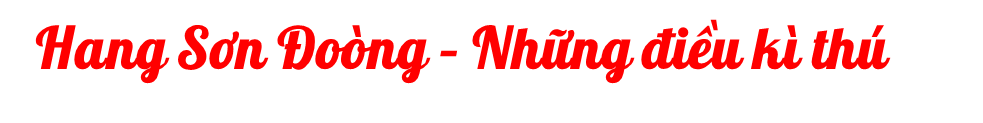 Hang Sơn Đoòng – Những điều kì thú